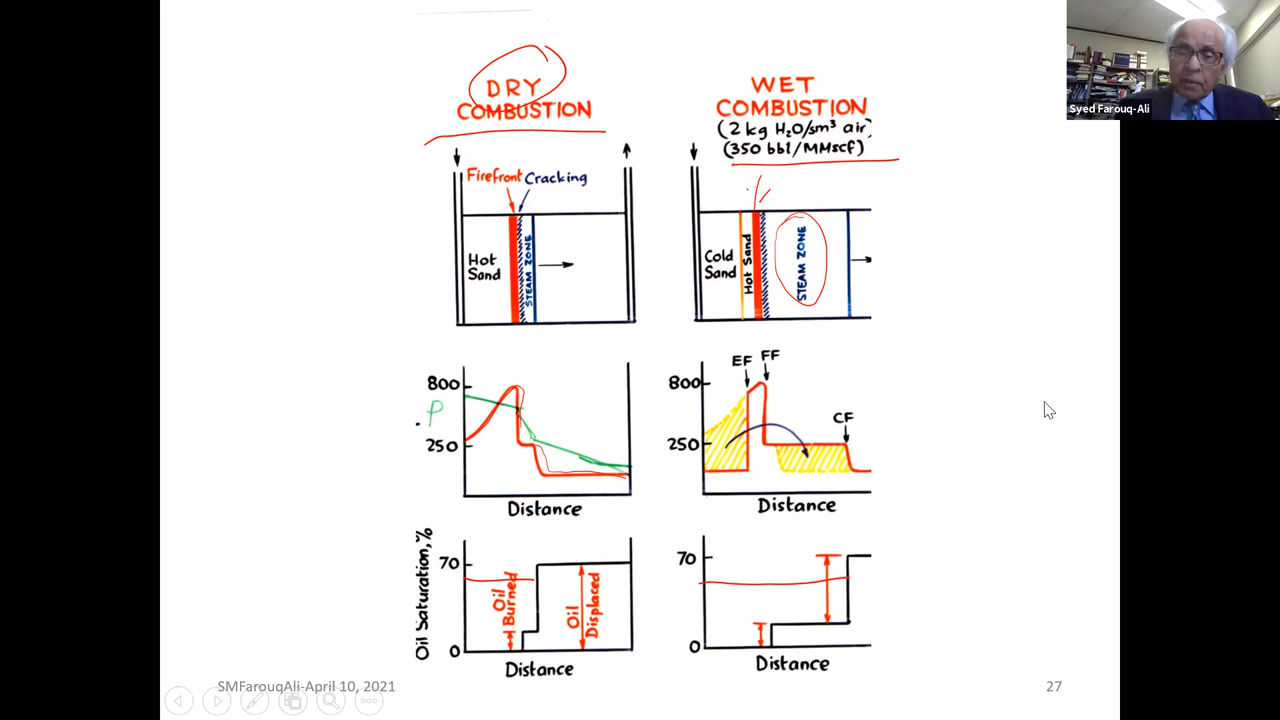 Syed Farouq-Ali
DRY
COMBUSTION
Firefront Cracking
Hot
Sand
STEAM ZONE
WET
COMBUSTION
(2 kg H₂O/sm³ air)
(350 bbl/MMscf)
Cold
Sand
Hot Sand
STEAM ZONE
P
800
250
Distance
EF FF
CF
800
250
Distance
Oil Saturation, %
70
0
Oil
Burned
Oil
Displaced
Distance
70
0
Distance
SMFarouqAli-April 10, 2021
27